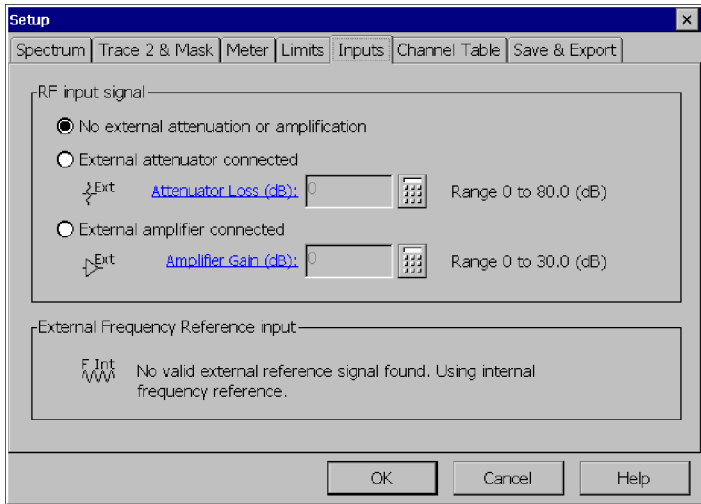 Setup
Spectrum Trace 2 & Mask Meter Limits Inputs Channel Table Save & Export
RF input signal
No external attenuation or amplification
External attenuator connected
Ext Attenuator Loss (dB): 0 Range 0 to 80.0 (dB)
External amplifier connected
Ext Amplifier Gain (dB): 0 Range 0 to 30.0 (dB)
External Frequency Reference input
F Int No valid external reference signal found. Using internal
frequency reference.
OK Cancel Help